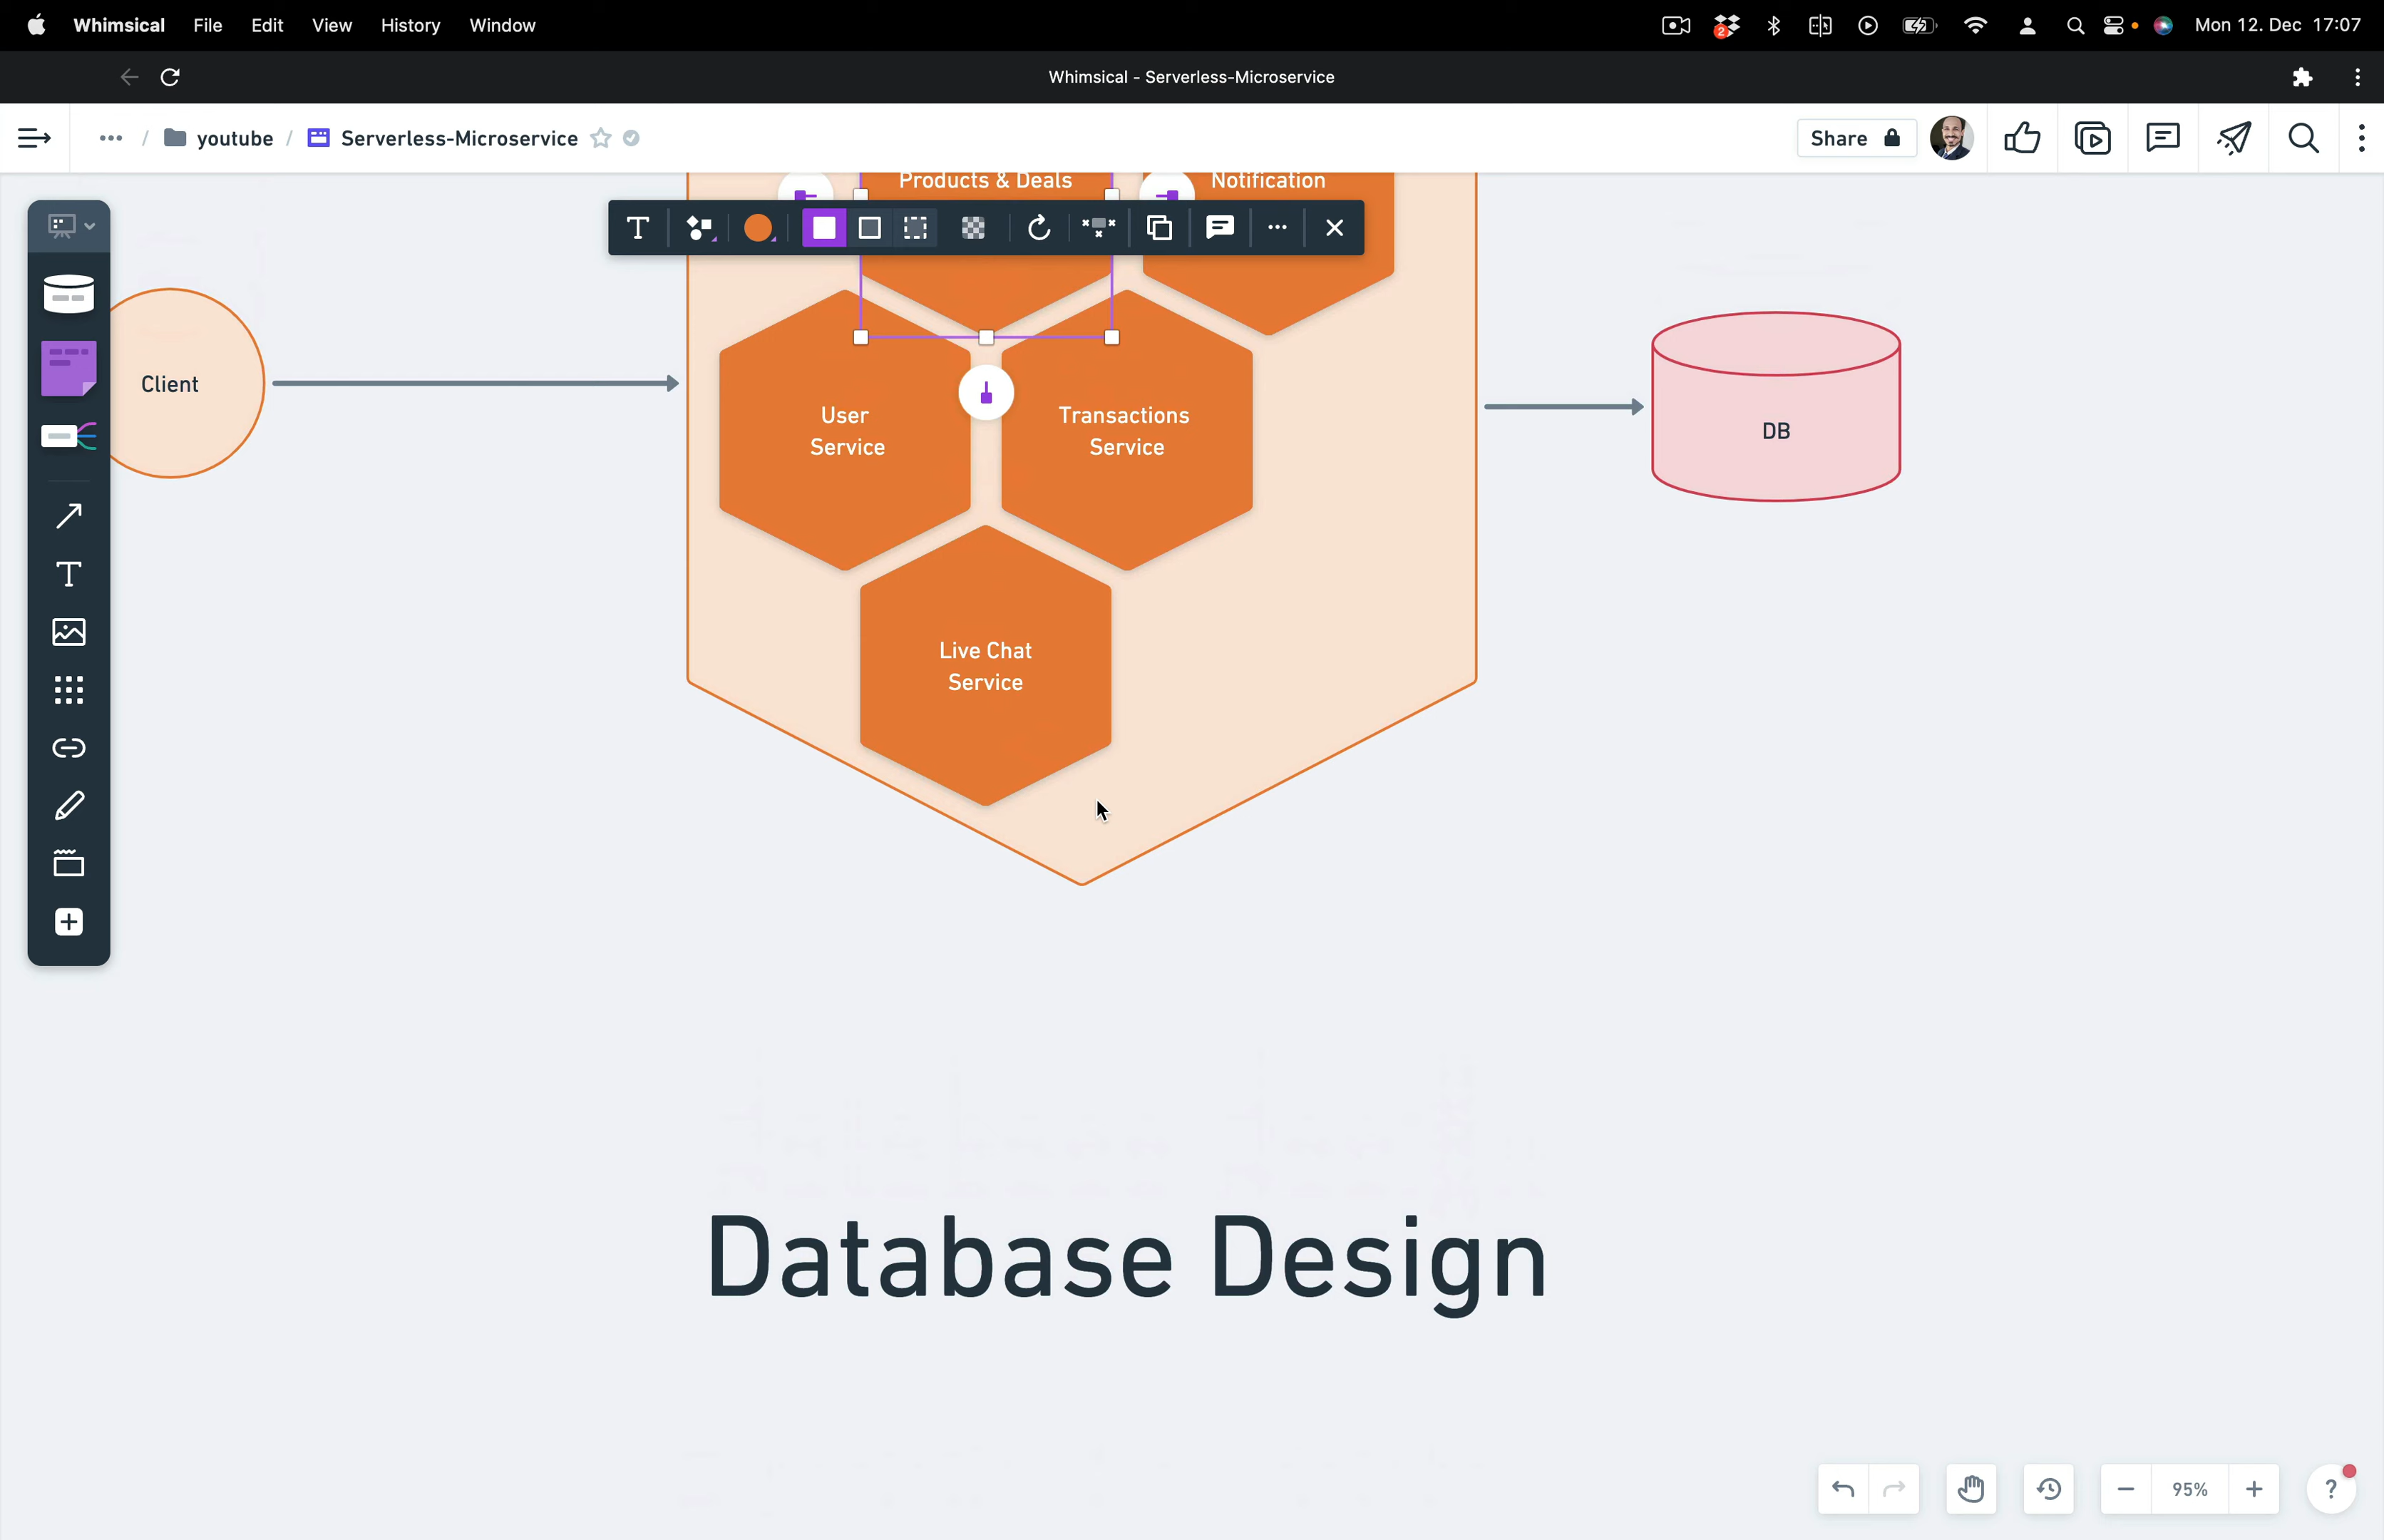 Whimsical File Edit View History Window
2
Mon 12. Dec 17:07
Whimsical - Serverless-Microservice
youtube / Serverless-Microservice
Share
Products & Deals
Notification
Client
User
Service
Transactions
Service
DB
Live Chat
Service
Database Design
95%
?